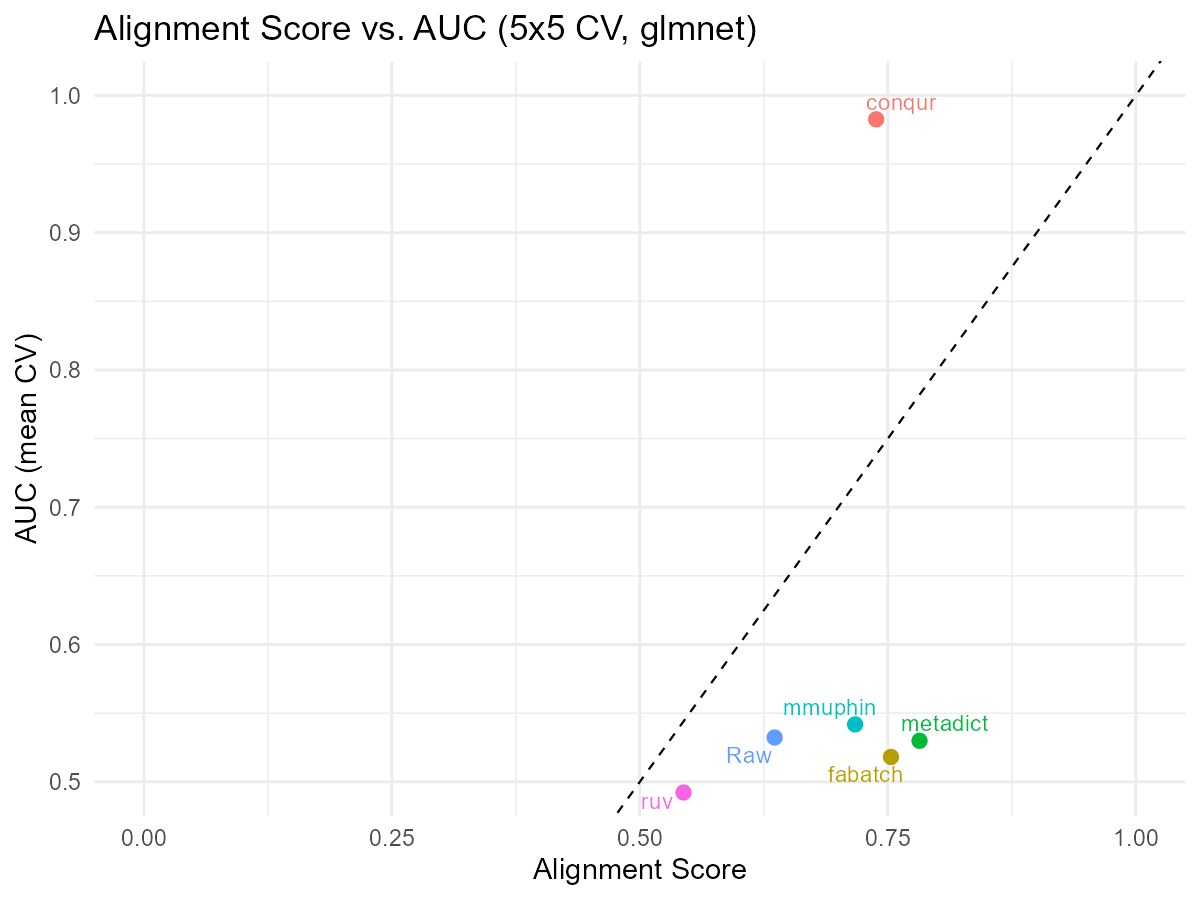 Alignment Score vs. AUC (5x5 CV, glmnet)
1.0
0.9
0.8
0.7
0.6
0.5
AUC (mean CV)
conqur
mmuphin
metadict
Raw
fabatch
ruv
0.00 0.25 0.50 0.75 1.00
Alignment Score